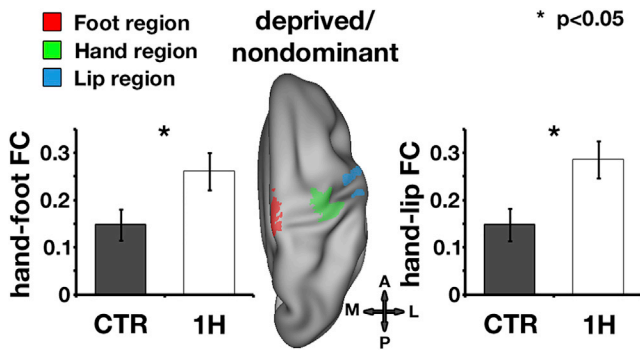 Foot region
Hand region
Lip region
deprived/
nondominant
* p<0.05
hand-foot FC
0.3
0.2
0.1
0
*
CTR
1H
A
M
L
P
hand-lip FC
0.3
0.2
0.1
0
*
CTR
1H